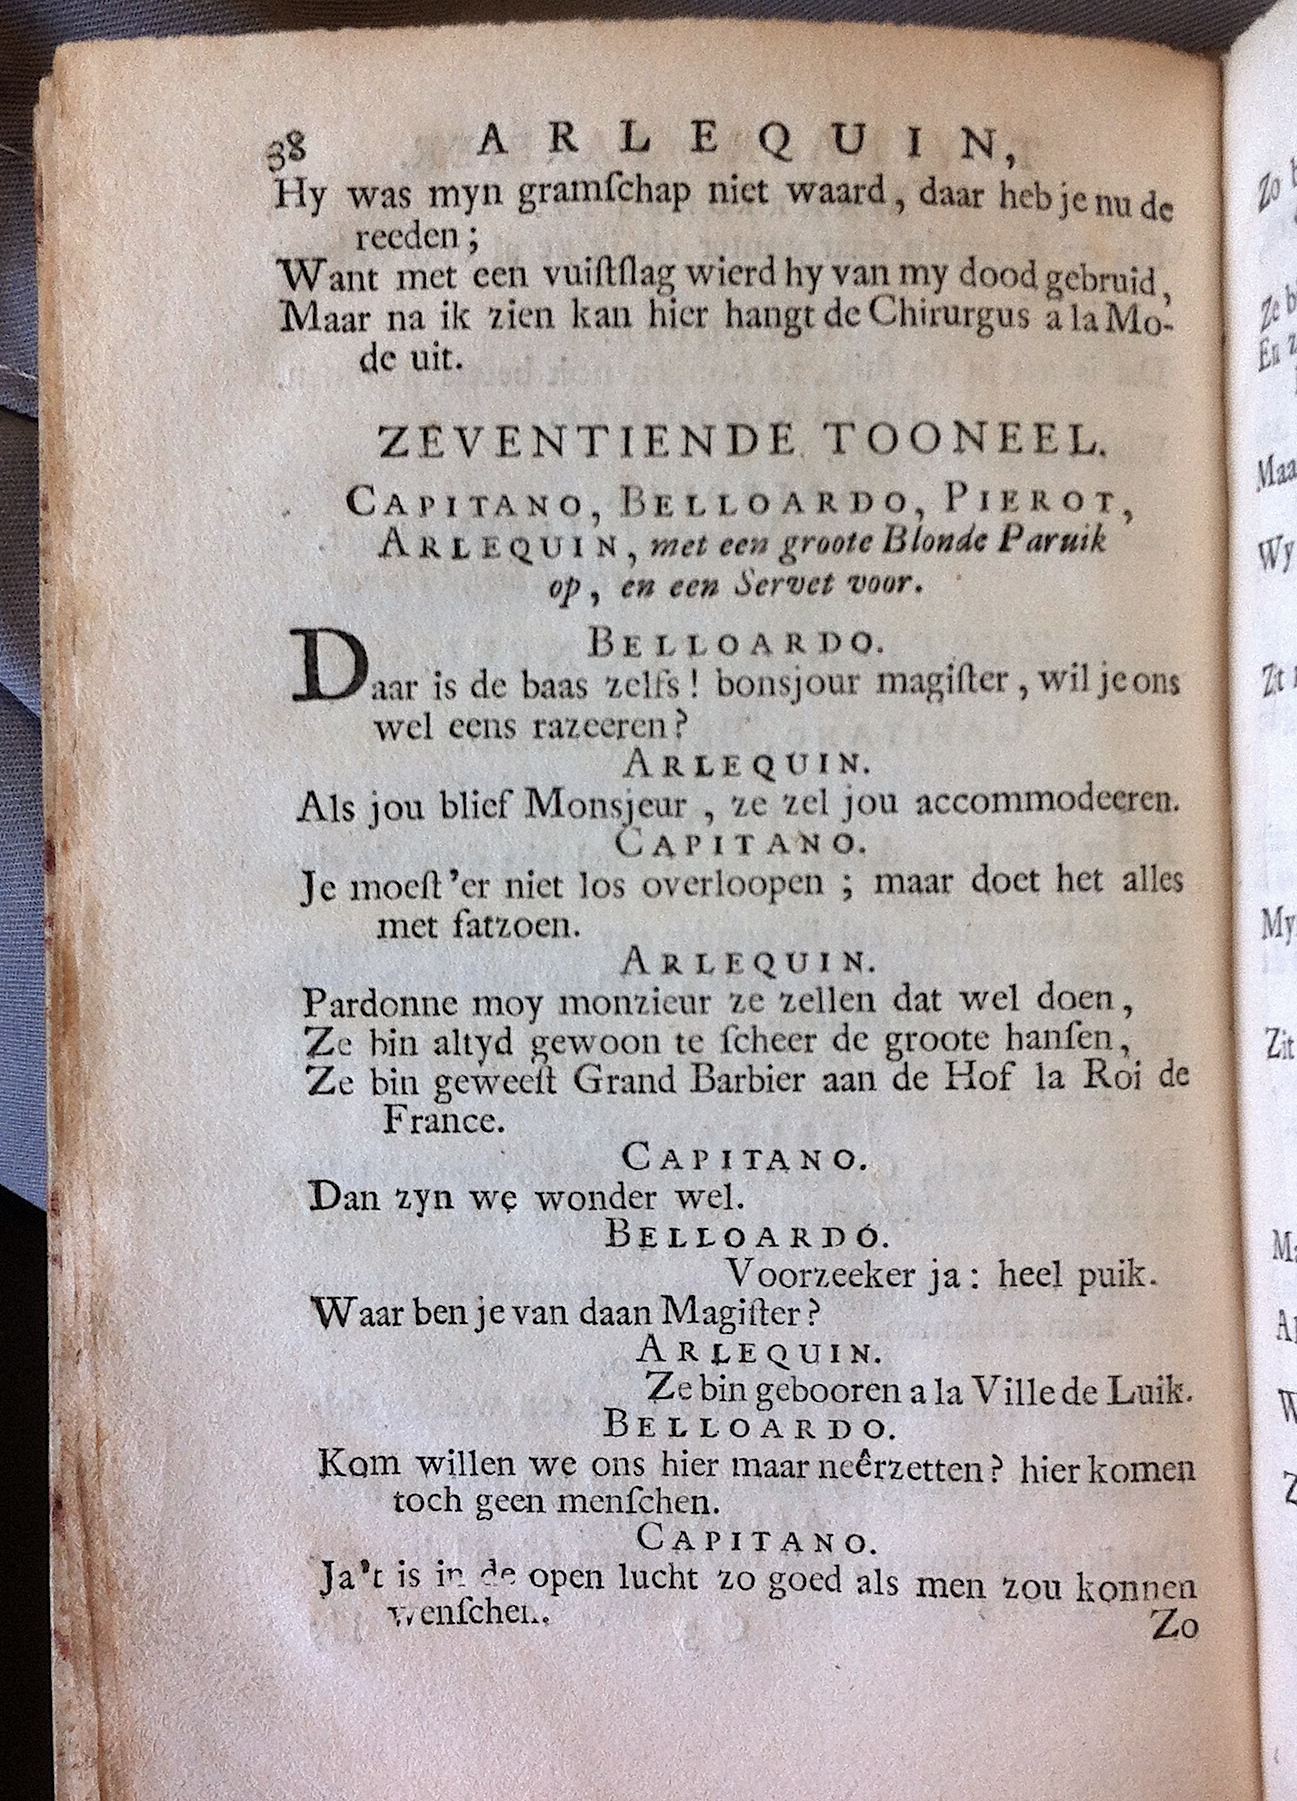 38 ARLEQUIN,
Hy was myn gramſchap niet waard, daar heb je nu de
reeden;
Want met een vuiſtſlag wierd hy van my dood gebruid,
Maar na ik zien kan hier hangt de Chirurgus a la Mo-
de uit.
ZEVENTIENDE TOONEEL.
CAPITANO, BELLOARDO, PIEROT,
ARLEQUIN, met een groote Blonde Paruik
op, en een Servet voor.
BELLOARDO.
Daar is de baas zelfs! bonsjour magiſter, wil je ons
wel eens razeeren?
ARLEQUIN.
Als jou blief Monsjeur, ze zel jou accommodeeren.
CAPITANO.
Je moeſt'er niet los overloopen; maar doet het alles
met fatzoen.
ARLEQUIN.
Pardonne moy monzieur ze zellen dat wel doen,
Ze bin altyd gewoon te ſcheer de groote hanſen,
Ze bin geweeſt Grand Barbier aan de Hof la Roi de
France.
CAPITANO.
Dan zyn we wonder wel.
BELLOARDO.
Voorzeeker ja: heel puik.
Waar ben je van daan Magiſter?
ARLEQUIN.
Ze bin gebooren a la Ville de Luik.
BELLOARDO.
Kom willen we ons hier maar neêrzetten? hier komen
toch geen menſchen.
CAPITANO.
Ja't is in de open lucht zo goed als men zou konnen
wenſchen.
Zo